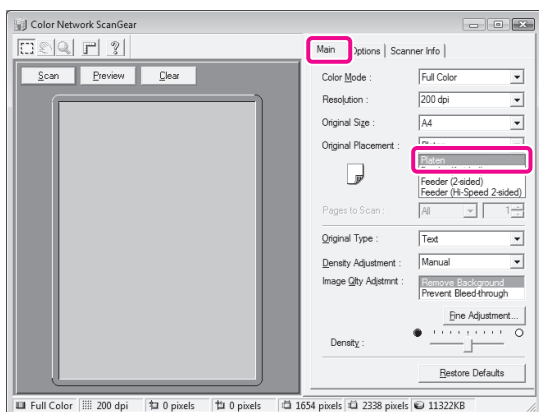 Color Network ScanGear
Main Options Scanner Info
Scan Preview Clear
Color Mode : Full Color
Resolution : 200 dpi
Original Size : A4
Original Placement :
Platen
Feeder (2-sided)
Feeder (Hi-Speed 2-sided)
Pages to Scan : All 1
Original Type : Text
Density Adjustment : Manual
Image Qlty Adjstmnt : Remove Background
Prevent Bleed-through
Fine Adjustment...
Density :
Restore Defaults
Full Color 200 dpi 0 pixels 0 pixels 1654 pixels 2338 pixels 11322KB